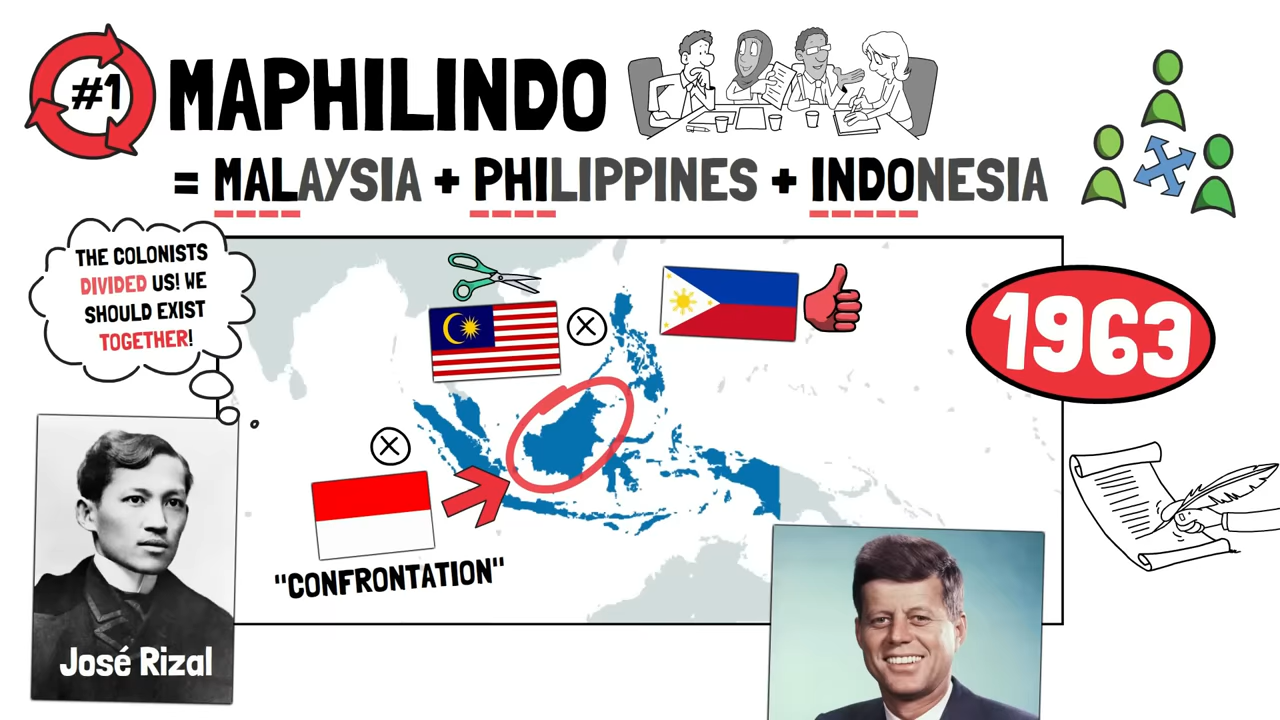 #1
MAPHILINDO
= MALAYSIA + PHILIPPINES + INDONESIA
THE COLONISTS
DIVIDED US! WE
SHOULD EXIST
TOGETHER!
1963
"CONFRONTATION"
José Rizal